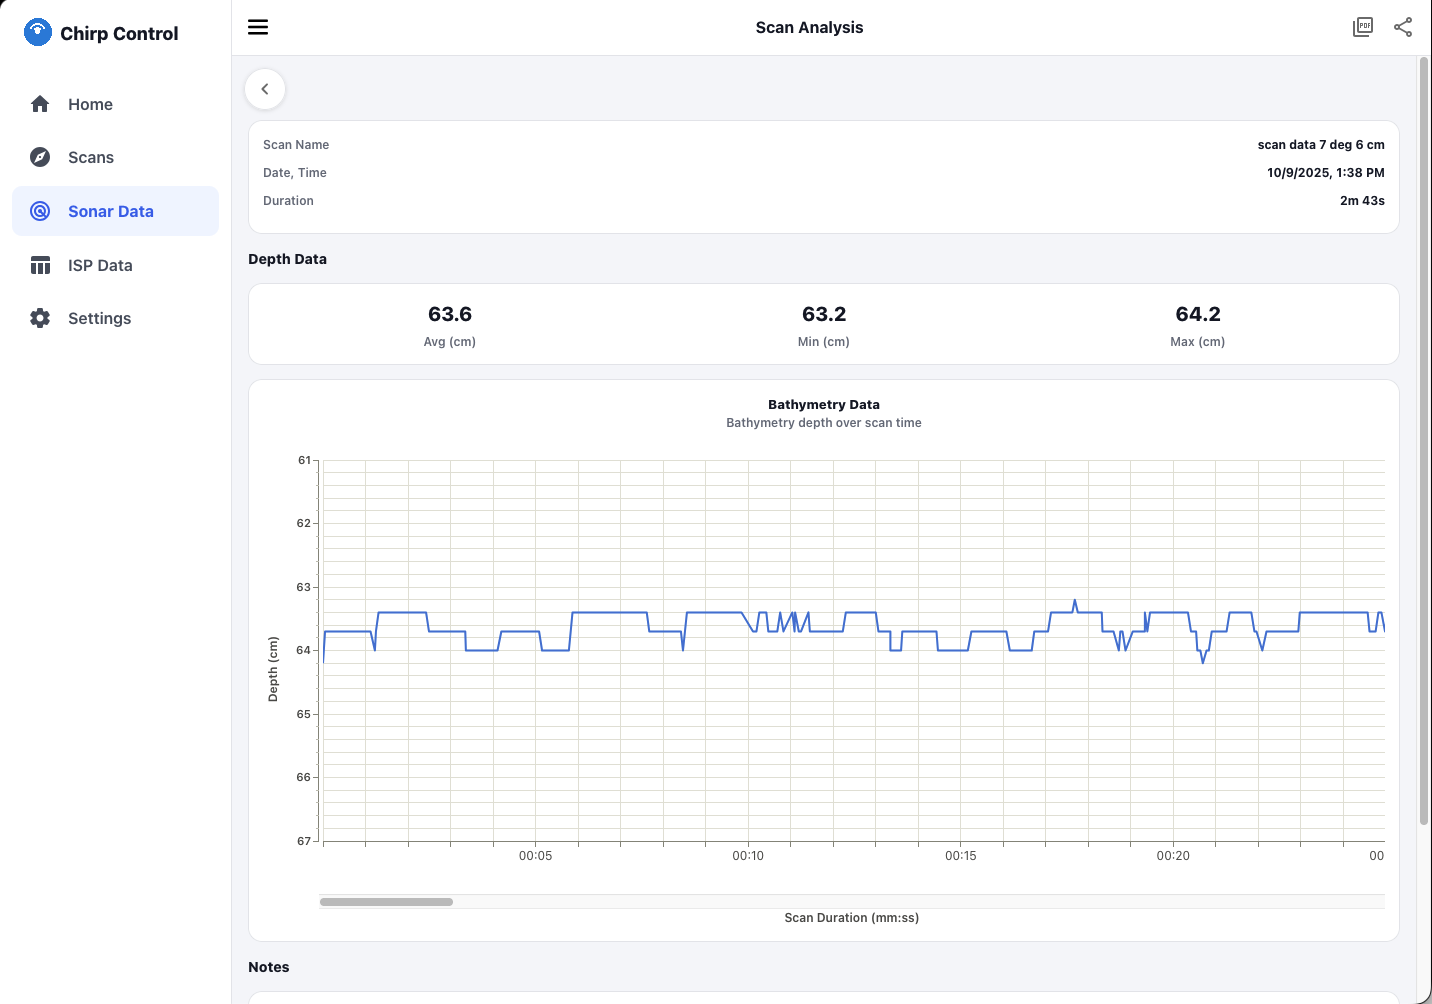 Chirp Control
Scan Analysis
PDF
Home
Scans
Sonar Data
ISP Data
Settings
Scan Name scan data 7 deg 6 cm
Date, Time 10/9/2025, 1:38 PM
Duration 2m 43s
Depth Data
63.6 63.2 64.2
Avg (cm) Min (cm) Max (cm)
Bathymetry Data
Bathymetry depth over scan time
61
62
63
64
65
66
67
Depth (cm)
00:05 00:10 00:15 00:20 00
Scan Duration (mm:ss)
Notes